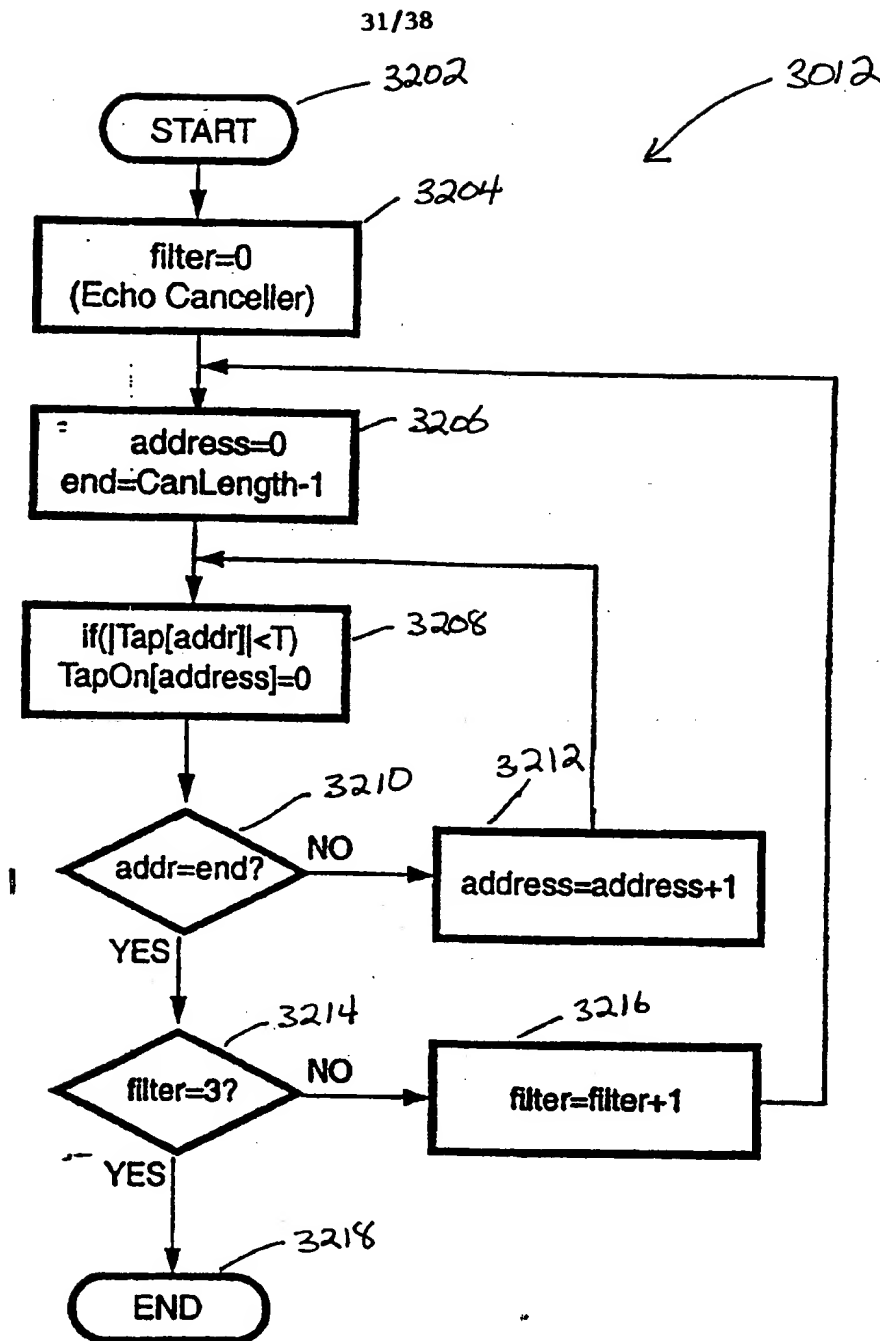 31/38
3202
3012
START
3204
filter=0
(Echo Canceller)
3206
address=0
end=CanLength-1
3208
if(|Tap[addr]|<T)
TapOn[address]=0
3210
3212
addr=end?
NO
address=address+1
YES
3214
3216
filter=3?
NO
filter=filter+1
YES
3218
END